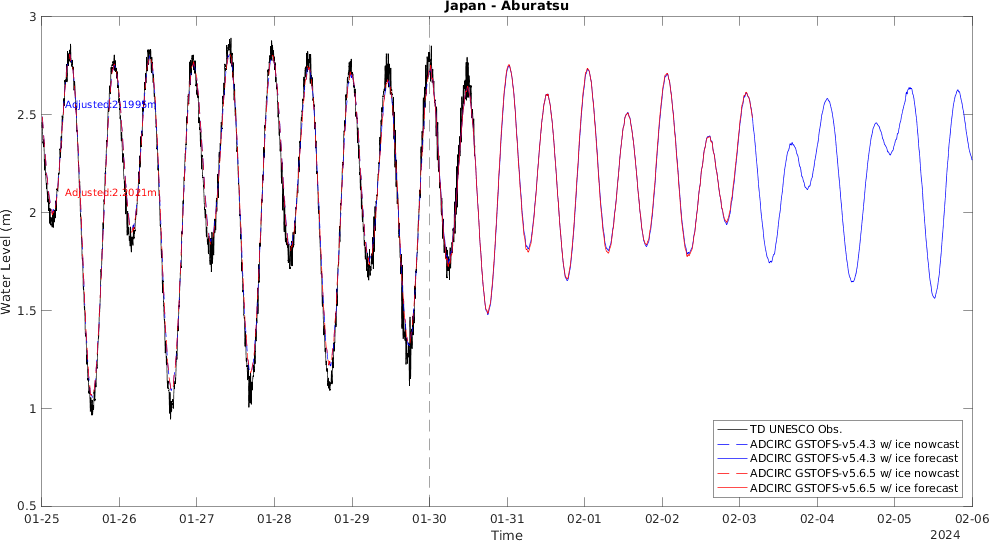 Japan - Aburatsu
3
2.5
2
1.5
1
0.5
Water Level (m)
Adjusted:2.1995m
Adjusted:2.2021m
TD UNESCO Obs.
ADCIRC GSTOFS-v5.4.3 w/ ice nowcast
ADCIRC GSTOFS-v5.4.3 w/ ice forecast
ADCIRC GSTOFS-v5.6.5 w/ ice nowcast
ADCIRC GSTOFS-v5.6.5 w/ ice forecast
01-25 01-26 01-27 01-28 01-29 01-30 01-31 02-01 02-02 02-03 02-04 02-05 02-06
Time
2024